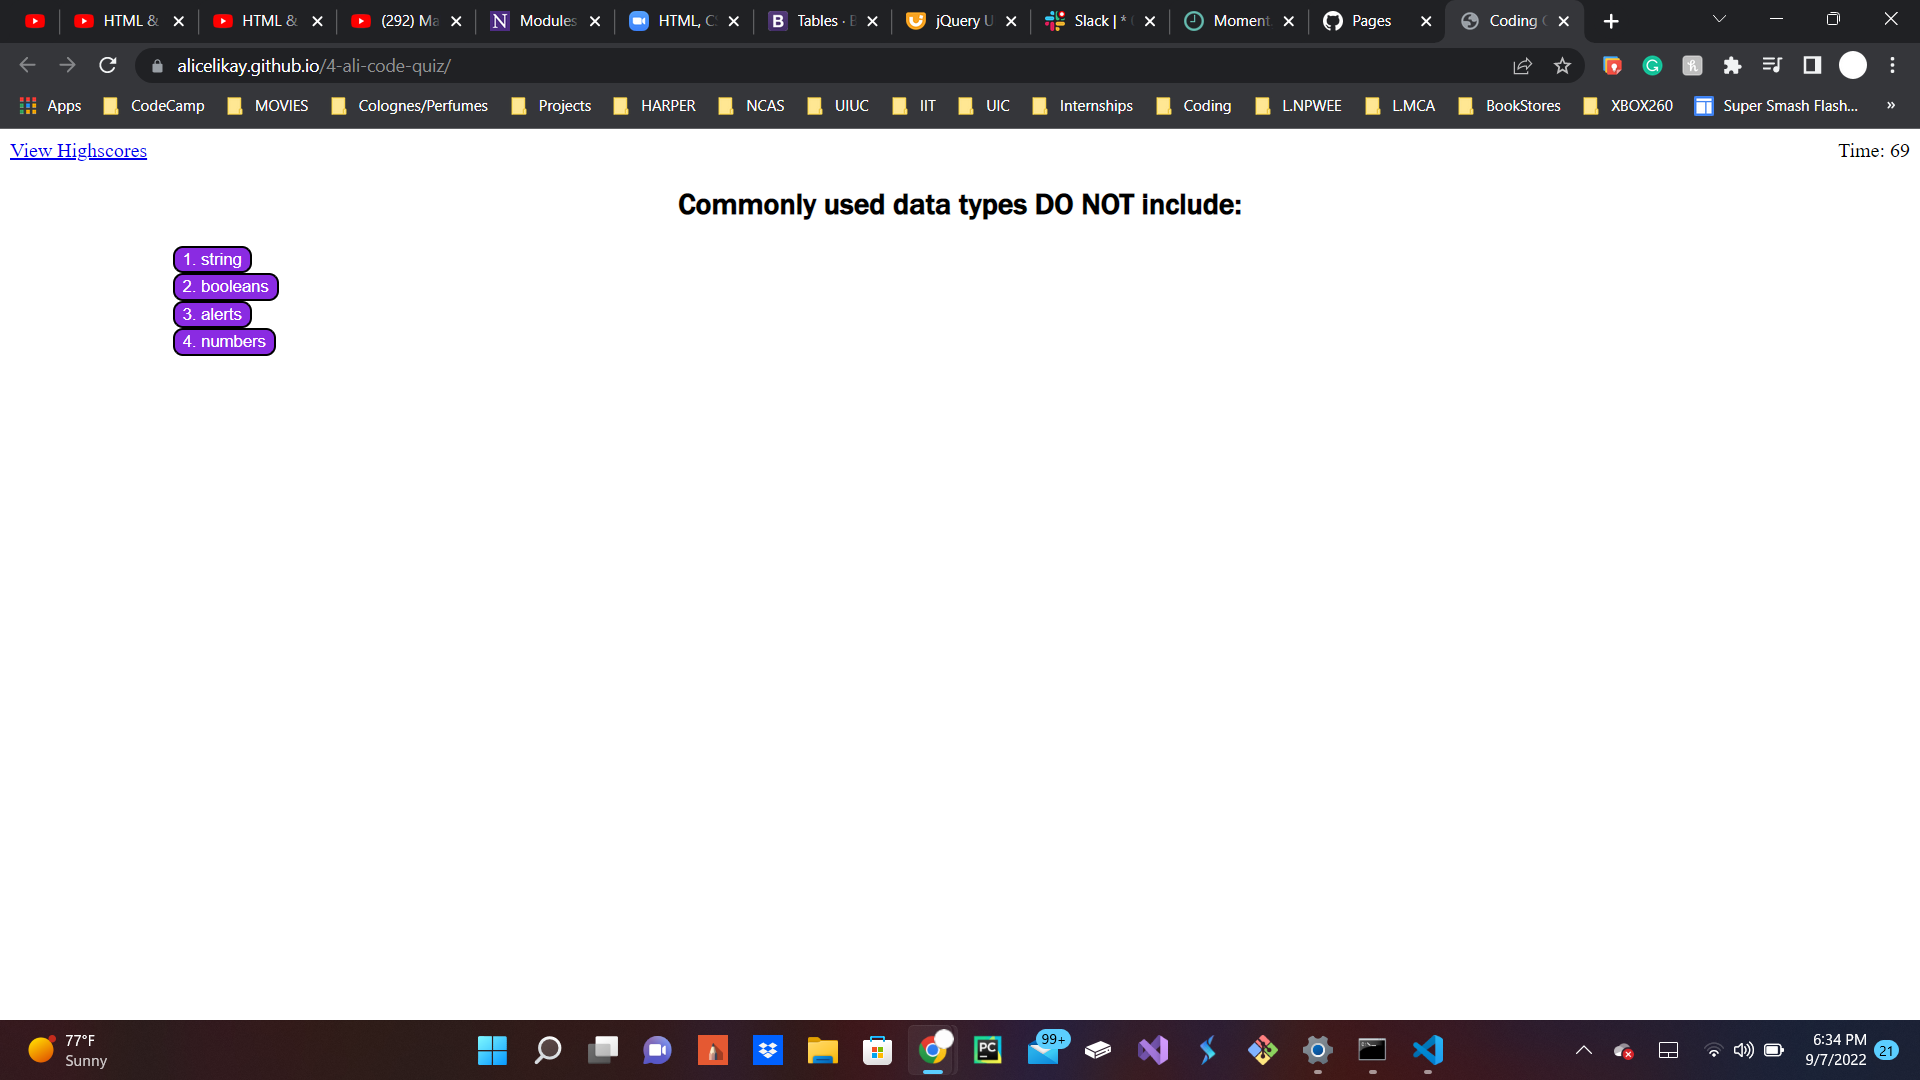 HTML &
HTML &
(292) Ma
Modules
HTML, C
Tables · B
jQuery U
Slack | *
Moment
Pages
Coding
alicelikay.github.io/4-ali-code-quiz/
Apps
CodeCamp
MOVIES
Colognes/Perfumes
Projects
HARPER
NCAS
UIUC
IIT
UIC
Internships
Coding
L.NPWEE
L.MCA
BookStores
XBOX260
Super Smash Flash...
»
View Highscores
Time: 69
Commonly used data types DO NOT include:
1. string
2. booleans
3. alerts
4. numbers
77°F
Sunny
PC
99+
6:34 PM
9/7/2022
21